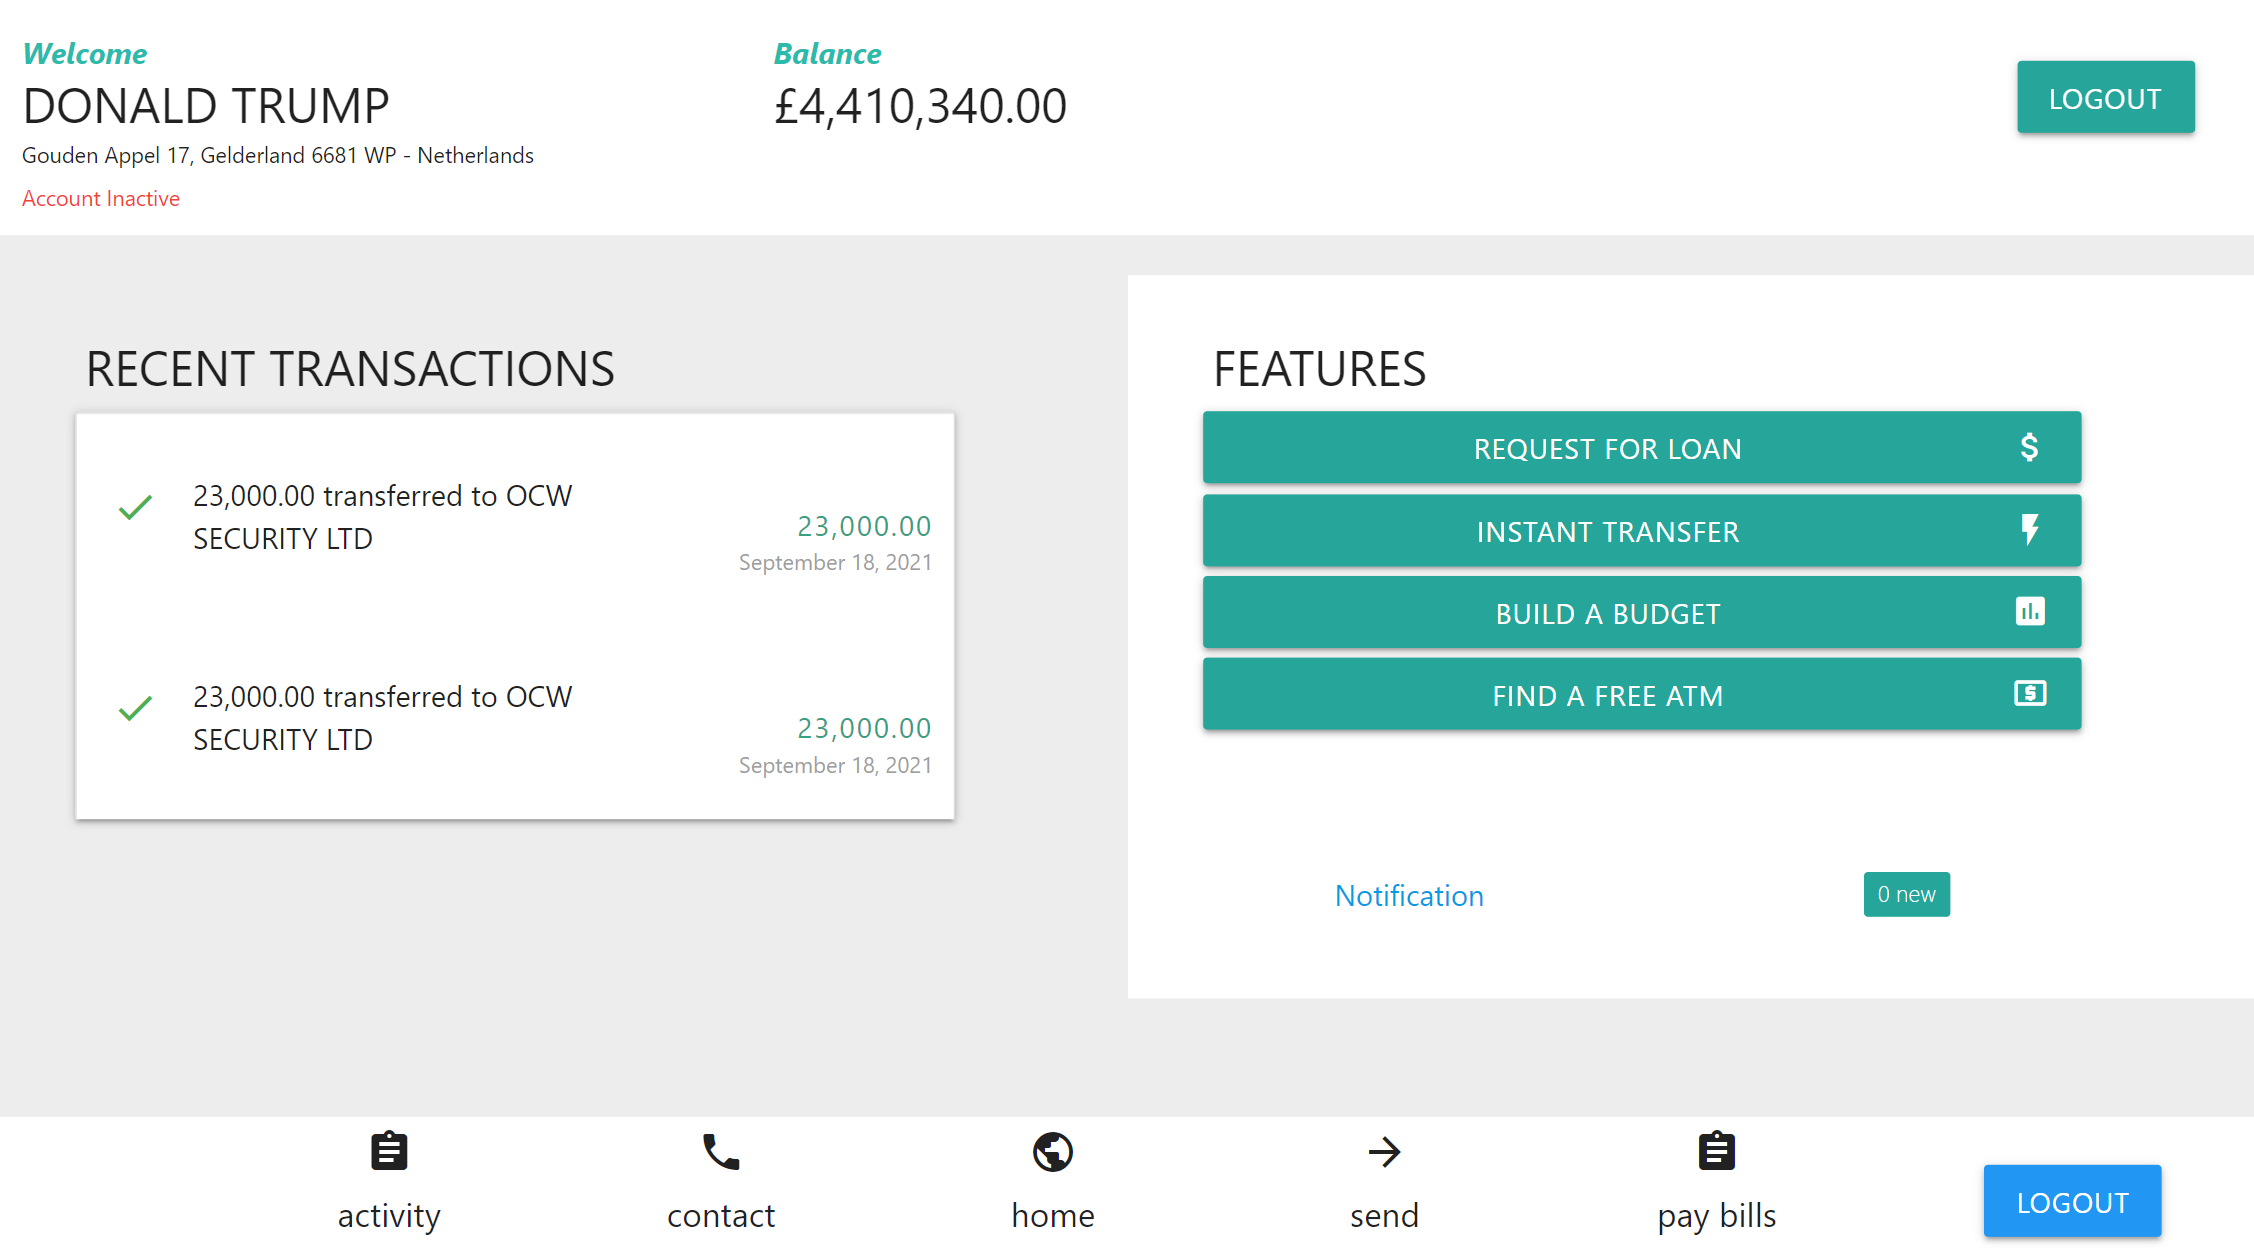 Welcome
DONALD TRUMP
Gouden Appel 17, Gelderland 6681 WP - Netherlands
Account Inactive
Balance
£4,410,340.00
LOGOUT
RECENT TRANSACTIONS
23,000.00 transferred to OCW
SECURITY LTD
23,000.00
September 18, 2021
23,000.00 transferred to OCW
SECURITY LTD
23,000.00
September 18, 2021
FEATURES
REQUEST FOR LOAN
INSTANT TRANSFER
BUILD A BUDGET
FIND A FREE ATM
Notification
0 new
activity
contact
home
send
pay bills
LOGOUT